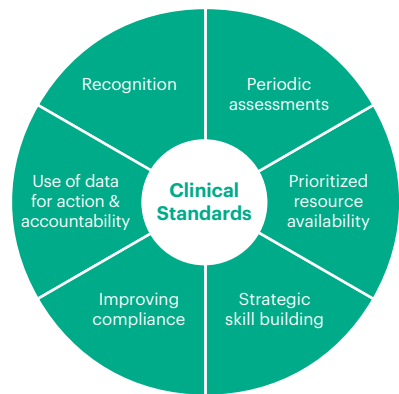 Recognition
Periodic
assessments
Use of data
for action &
accountability
Clinical
Standards
Prioritized
resource
availability
Improving
compliance
Strategic
skill building